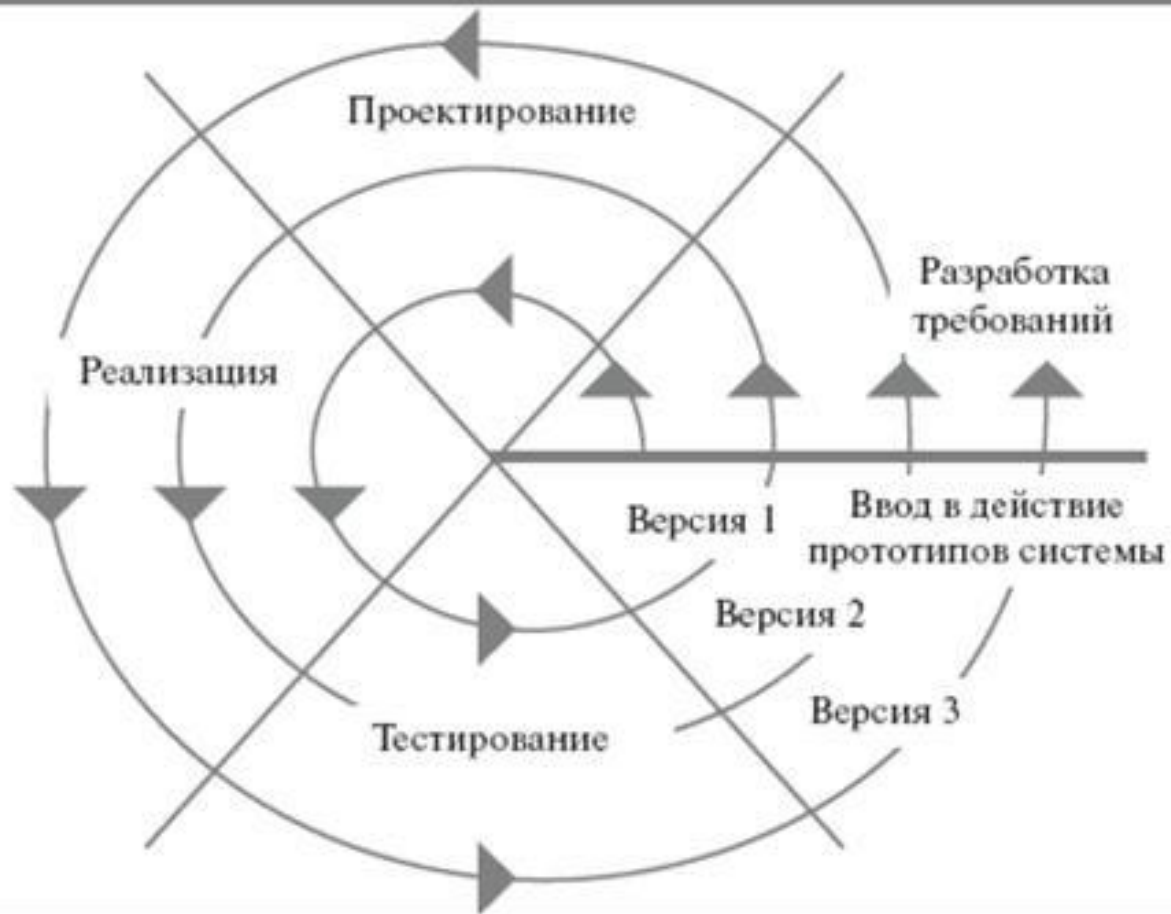 Проектирование
Разработка
требований
Реализация
Версия 1
Ввод в действие
прототипов системы
Версия 2
Версия 3
Тестирование